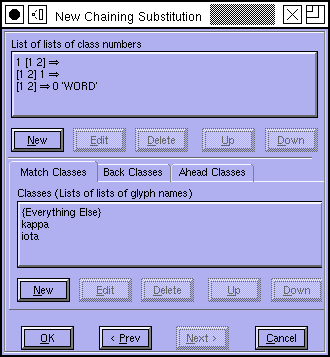 New Chaining Substitution
List of lists of class numbers
1 [1 2] ⇒
[1 2] 1 ⇒
[1 2] ⇒ 0 'WORD'
New Edit Delete Up Down
Match Classes Back Classes Ahead Classes
Classes (Lists of lists of glyph names)
{Everything Else}
kappa
iota
New Edit Delete Up Down
OK < Prev Next > Cancel